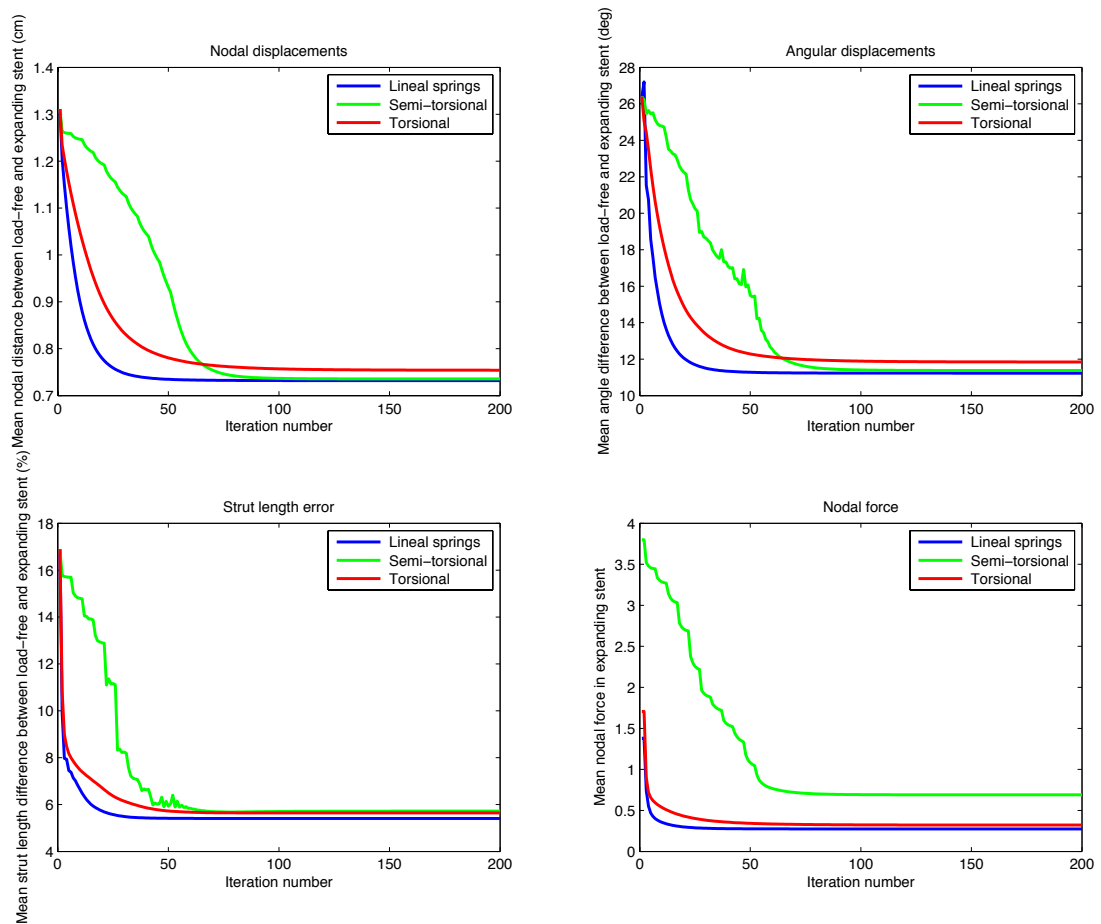 Nodal displacements
Mean nodal distance between load-free and expanding stent (cm)
1.4
1.3
1.2
1.1
1
0.9
0.8
0.7
0
50
100
150
200
Iteration number
Lineal springs
Semi-torsional
Torsional
Angular displacements
Mean angle difference between load-free and expanding stent (deg)
28
26
24
22
20
18
16
14
12
10
0
50
100
150
200
Iteration number
Lineal springs
Semi-torsional
Torsional
Strut length error
Mean strut length difference between load-free and expanding stent (%)
18
16
14
12
10
8
6
4
0
50
100
150
200
Iteration number
Lineal springs
Semi-torsional
Torsional
Nodal force
Mean nodal force in expanding stent
4
3.5
3
2.5
2
1.5
1
0.5
0
0
50
100
150
200
Iteration number
Lineal springs
Semi-torsional
Torsional